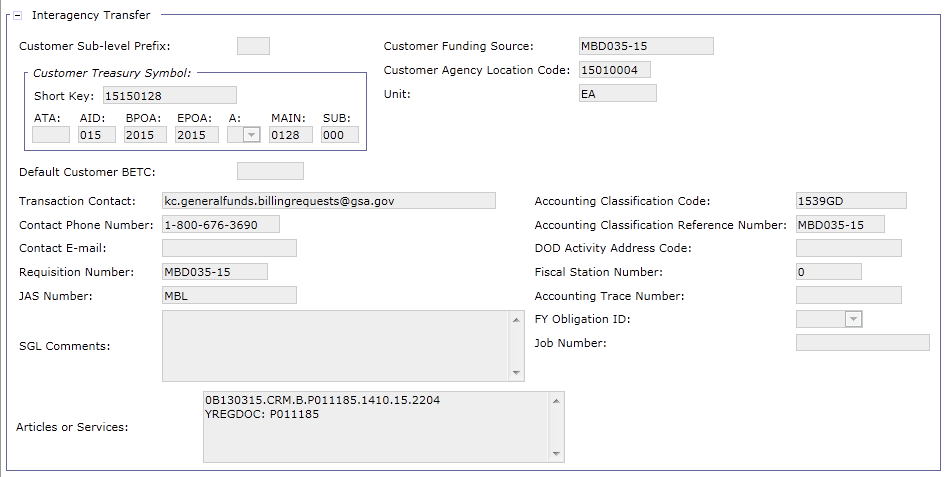 Interagency Transfer
Customer Sub-level Prefix:
Customer Funding Source: MBD035-15
Customer Treasury Symbol:
Customer Agency Location Code: 15010004
Short Key: 15150128
Unit: EA
ATA: AID: BPOA: EPOA: A: MAIN: SUB:
015 2015 2015 0128 000
Default Customer BETC:
Transaction Contact: kc.generalfunds.billingrequests@gsa.gov
Accounting Classification Code: 1539GD
Contact Phone Number: 1-800-676-3690
Accounting Classification Reference Number: MBD035-15
Contact E-mail:
DOD Activity Address Code:
Requisition Number: MBD035-15
Fiscal Station Number: 0
JAS Number: MBL
Accounting Trace Number:
FY Obligation ID:
SGL Comments:
Job Number:
Articles or Services:
0B130315.CRM.B.P011185.1410.15.2204
YREGDOC: P011185